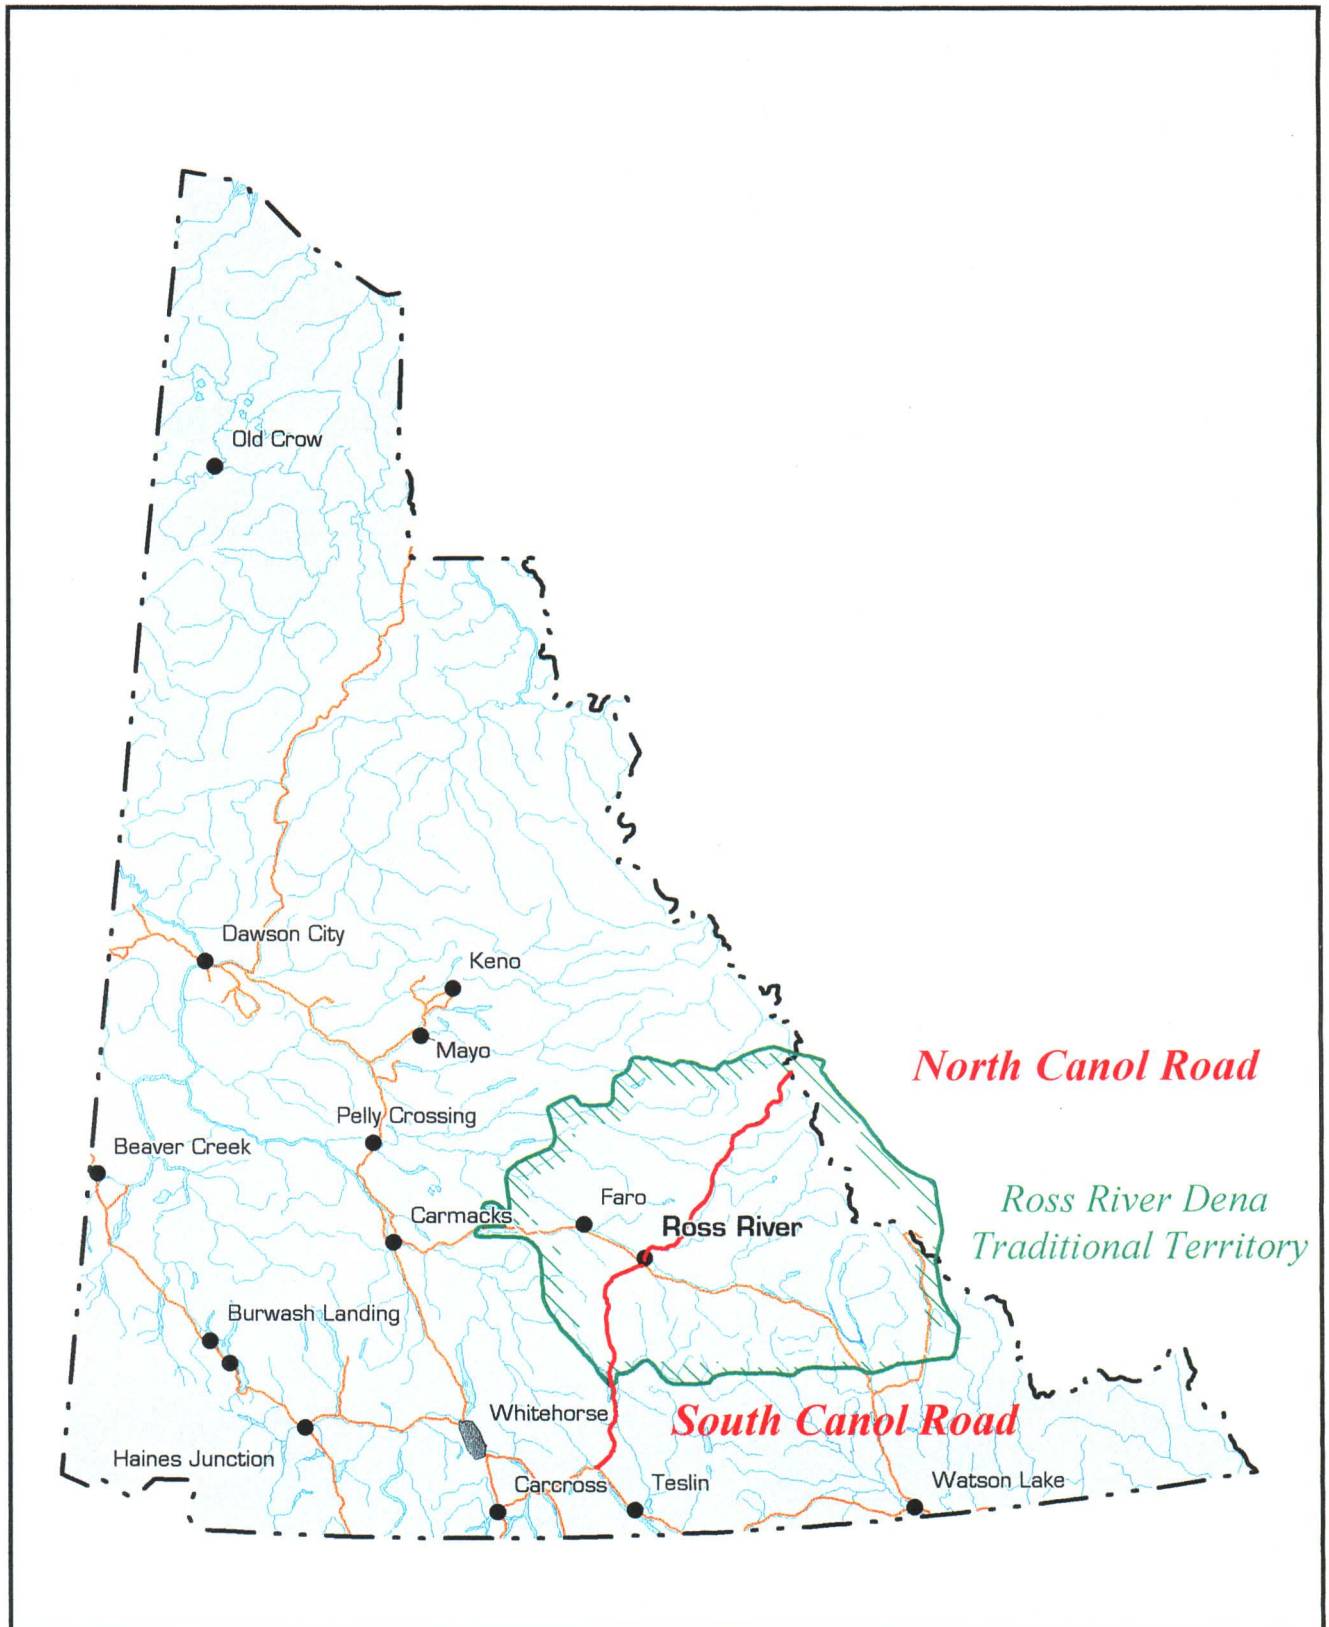 Old Crow
Dawson City
Keno
Mayo
North Canol Road
Pelly Crossing
Beaver Creek
Faro
Ross River Dena
Traditional Territory
Carmacks
Ross River
Burwash Landing
Whitehorse
South Canol Road
Haines Junction
Carcross
Teslin
Watson Lake